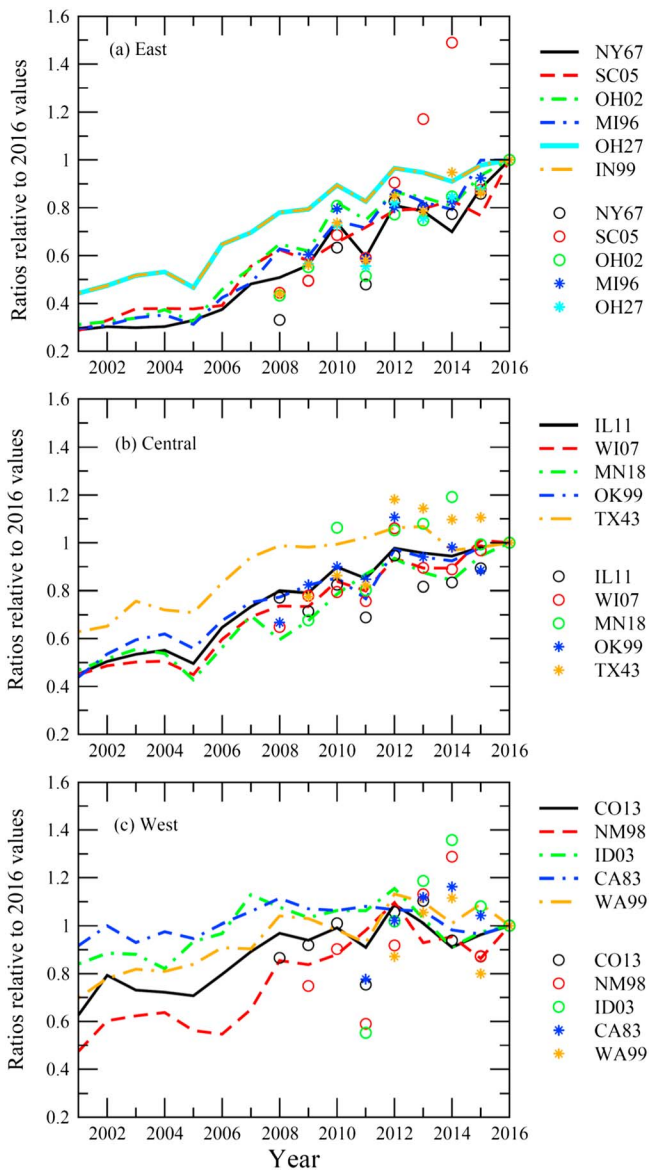 (a) East
Ratios relative to 2016 values
1.6
1.4
1.2
1
0.8
0.6
0.4
0.2
2002 2004 2006 2008 2010 2012 2014 2016
NY67
SC05
OH02
MI96
OH27
IN99
NY67
SC05
OH02
MI96
OH27
(b) Central
Ratios relative to 2016 values
1.6
1.4
1.2
1
0.8
0.6
0.4
0.2
2002 2004 2006 2008 2010 2012 2014 2016
IL11
WI07
MN18
OK99
TX43
IL11
WI07
MN18
OK99
TX43
(c) West
Ratios relative to 2016 values
1.6
1.4
1.2
1
0.8
0.6
0.4
0.2
2002 2004 2006 2008 2010 2012 2014 2016
Year
CO13
NM98
ID03
CA83
WA99
CO13
NM98
ID03
CA83
WA99